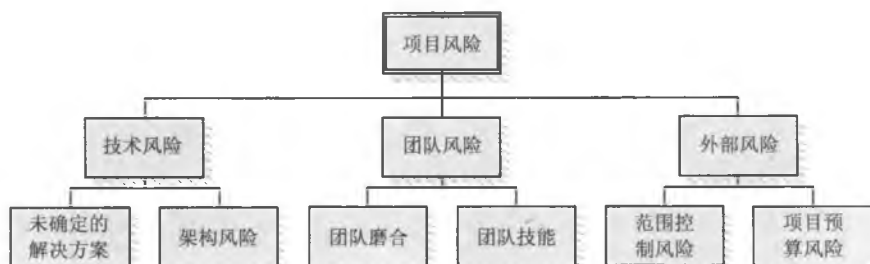 项目风险
技术风险
团队风险
外部风险
未确定的
解决方案
架构风险
团队磨合
团队技能
范围控
制风险
项目预
算风险